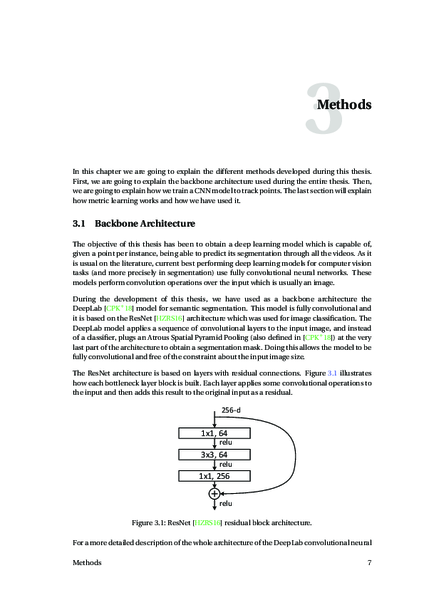 3
Methods
In this chapter we are going to explain the different methods developed during this thesis.
First, we are going to explain the backbone architecture used during the entire thesis. Then,
we are going to explain how we train a CNN model to track points. The last section will explain
how metric learning works and how we have used it.
3.1 Backbone Architecture
The objective of this thesis has been to obtain a deep learning model which is capable of,
given a point per instance, being able to predict its segmentation through all the videos. As it
is usual on the literature, current best performing deep learning models for computer vision
tasks (and more precisely in segmentation) use fully convolutional neural networks. These
models perform convolution operations over the input which is usually an image.
During the development of this thesis, we have used as a backbone architecture the
DeepLab [CPK+18] model for semantic segmentation. This model is fully convolutional and
it is based on the ResNet [HZRS16] architecture which was used for image classification. The
DeepLab model applies a sequence of convolutional layers to the input image, and instead
of a classifier, plugs an Atrous Spatial Pyramid Pooling (also defined in [CPK+18]) at the very
last part of the architecture to obtain a segmentation mask. Doing this allows the model to be
fully convolutional and free of the constraint about the input image size.
The ResNet architecture is based on layers with residual connections. Figure 3.1 illustrates
how each bottleneck layer block is built. Each layer applies some convolutional operations to
the input and then adds this result to the original input as a residual.
256-d
1x1, 64
relu
3x3, 64
relu
1x1, 256
+
relu
Figure 3.1: ResNet [HZRS16] residual block architecture.
For a more detailed description of the whole architecture of the DeepLab convolutional neural
Methods 7